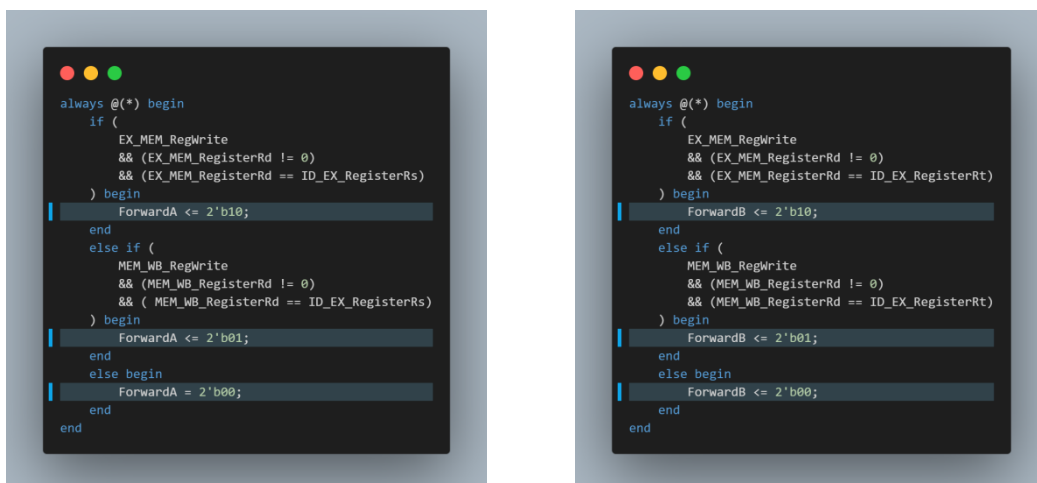 always @(*) begin
    if (
        EX_MEM_RegWrite
        && (EX_MEM_RegisterRd != 0)
        && (EX_MEM_RegisterRd == ID_EX_RegisterRs)
    ) begin
        ForwardA <= 2'b10;
    end
    else if (
        MEM_WB_RegWrite
        && (MEM_WB_RegisterRd != 0)
        && ( MEM_WB_RegisterRd == ID_EX_RegisterRs)
    ) begin
        ForwardA <= 2'b01;
    end
    else begin
        ForwardA = 2'b00;
    end
end
always @(*) begin
    if (
        EX_MEM_RegWrite
        && (EX_MEM_RegisterRd != 0)
        && (EX_MEM_RegisterRd == ID_EX_RegisterRt)
    ) begin
        ForwardB <= 2'b10;
    end
    else if (
        MEM_WB_RegWrite
        && (MEM_WB_RegisterRd != 0)
        && (MEM_WB_RegisterRd == ID_EX_RegisterRt)
    ) begin
        ForwardB <= 2'b01;
    end
    else begin
        ForwardB <= 2'b00;
    end
end